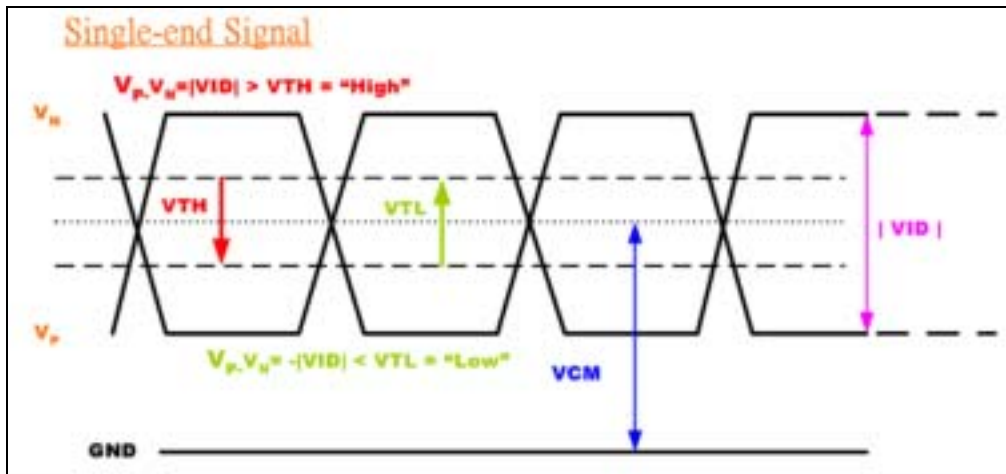 Single-end Signal
VP-VN=|VID| > VTH = "High"
VN
VTH
VTL
| VID |
VP
VP-VN= -|VID| < VTL = "Low"
VCM
GND